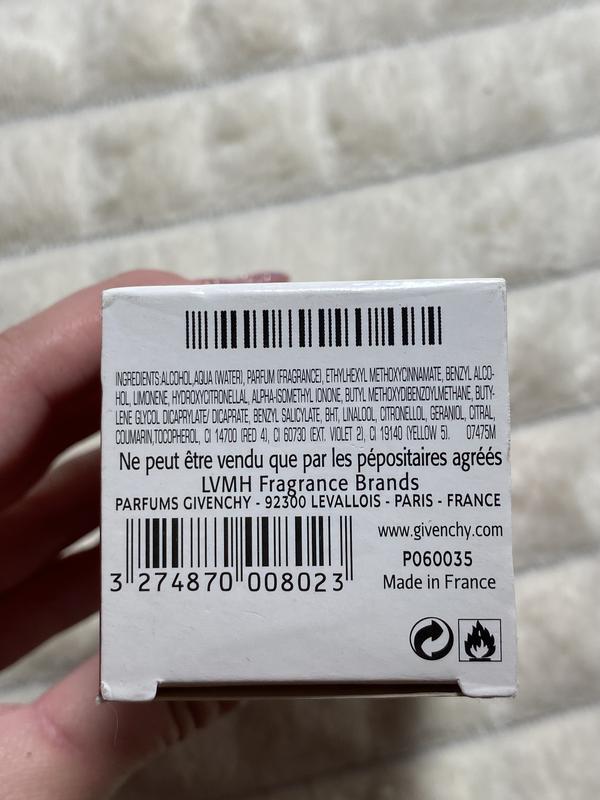 INGREDIENTS:ALCOHOL,AQUA (WATER), PARFUM (FRAGRANCE), ETHYLHEXYL METHOXYCINNAMATE, BENZYL ALCO-
HOL, LIMONENE, HYDROXYCITRONELLAL, ALPHA-ISOMETHYL IONONE, BUTYL METHOXYDIBENZOYLMETHANE, BUTY-
LENE GLYCOL DICAPRYLATE/ DICAPRATE, BENZYL SALICYLATE, BHT, LINALOOL, CITRONELLOL, GERANIOL, CITRAL,
COUMARIN,TOCOPHEROL, CI 14700 (RED 4), CI 60730 (EXT. VIOLET 2), CI 19140 (YELLOW 5). 07475M
Ne peut être vendu que par les pépositaires agréés
LVMH Fragrance Brands
PARFUMS GIVENCHY - 92300 LEVALLOIS - PARIS - FRANCE
www.givenchy.com
P060035
Made in France
3 274870 008023